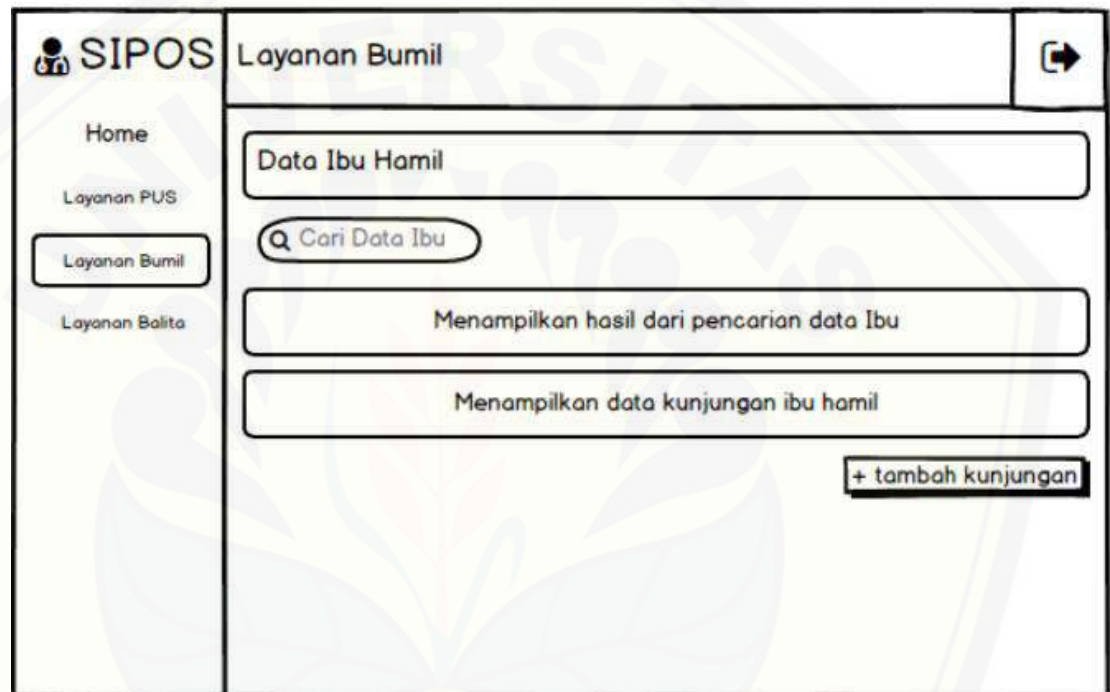 SIPOS
Layanan Bumil
Home
Layanan PUS
Layanan Bumil
Layanan Balita
Data Ibu Hamil
Cari Data Ibu
Menampilkan hasil dari pencarian data Ibu
Menampilkan data kunjungan ibu hamil
+ tambah kunjungan
UNIVERSITAS